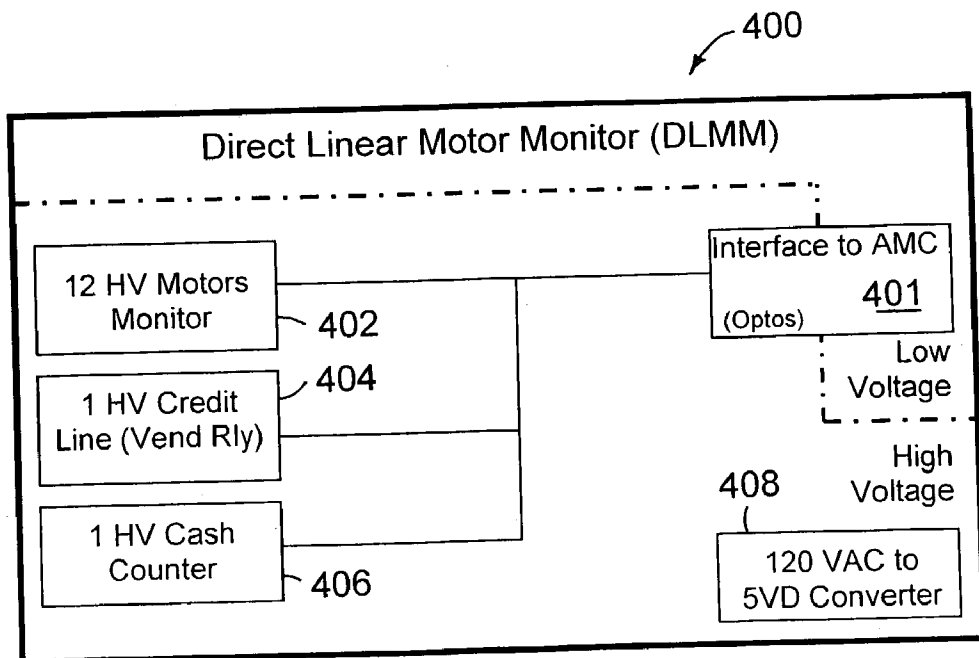 400
Direct Linear Motor Monitor (DLMM)
12 HV Motors
Monitor
402
1 HV Credit
Line (Vend Rly)
404
1 HV Cash
Counter
406
Interface to AMC
401
(Optos)
Low
Voltage
High
Voltage
408
120 VAC to
5VD Converter